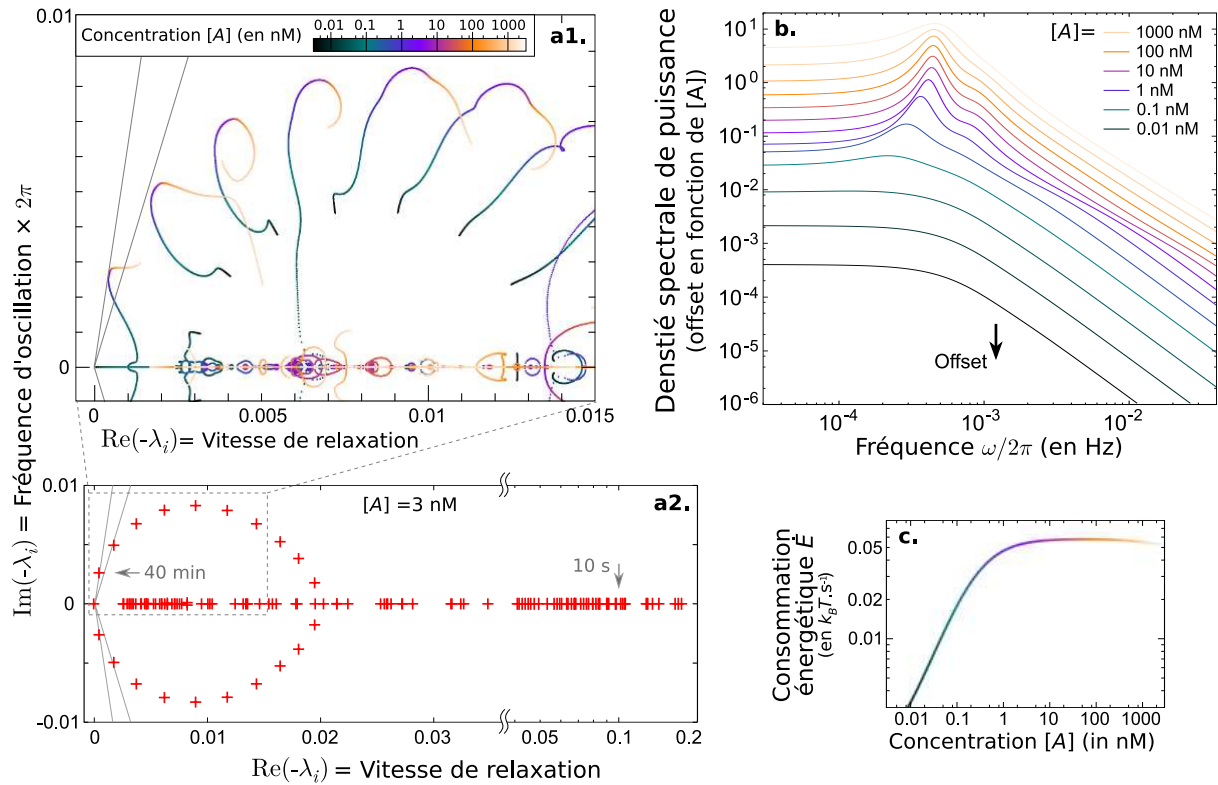 Concentration [A] (en nM)
0.01 0.1 1 10 100 1000
a1.
0.01
0
0 0.005 0.01 0.015
Re(-λi)= Vitesse de relaxation
Im(-λi) = Fréquence d'oscillation × 2π
[A] =3 nM
a2.
0.01
0
-0.01
40 min
10 s
0 0.01 0.02 0.03 0.05 0.1 0.2
Re(-λi) = Vitesse de relaxation
b.
[A]=
1000 nM
100 nM
10 nM
1 nM
0.1 nM
0.01 nM
Denstié spectrale de puissance
(offset en fonction de [A])
10^1
10^0
10^-1
10^-2
10^-3
10^-4
10^-5
10^-6
Offset
10^-4 10^-3 10^-2
Fréquence ω/2π (en Hz)
c.
Consommation
énergétique Ė
(en kBT.s⁻¹)
0.05
0.02
0.01
0.01 0.1 1 10 100 1000
Concentration [A] (in nM)